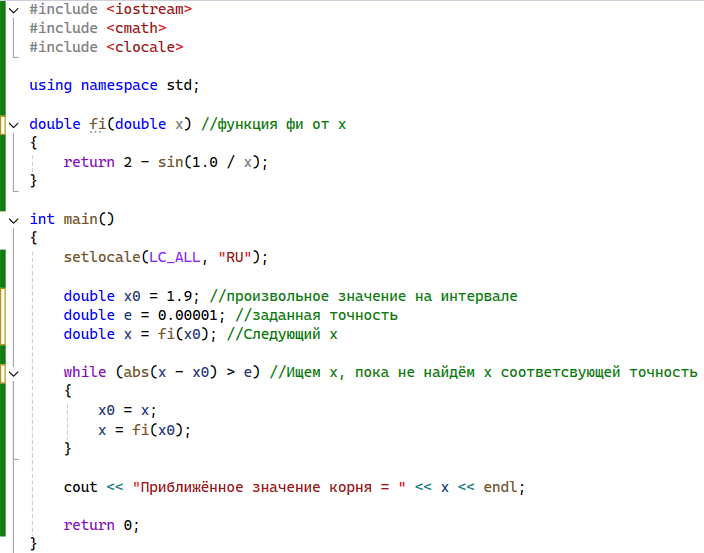 #include <iostream>
#include <cmath>
#include <clocale>
using namespace std;
double fi(double x) //функция фи от x
{
return 2 - sin(1.0 / x);
}
int main()
{
setlocale(LC_ALL, "RU");
double x0 = 1.9; //произвольное значение на интервале
double e = 0.00001; //заданная точность
double x = fi(x0); //Следующий x
while (abs(x - x0) > e) //Ищем x, пока не найдём x соответсвующей точность
{
x0 = x;
x = fi(x0);
}
cout << "Приближённое значение корня = " << x << endl;
return 0;
}